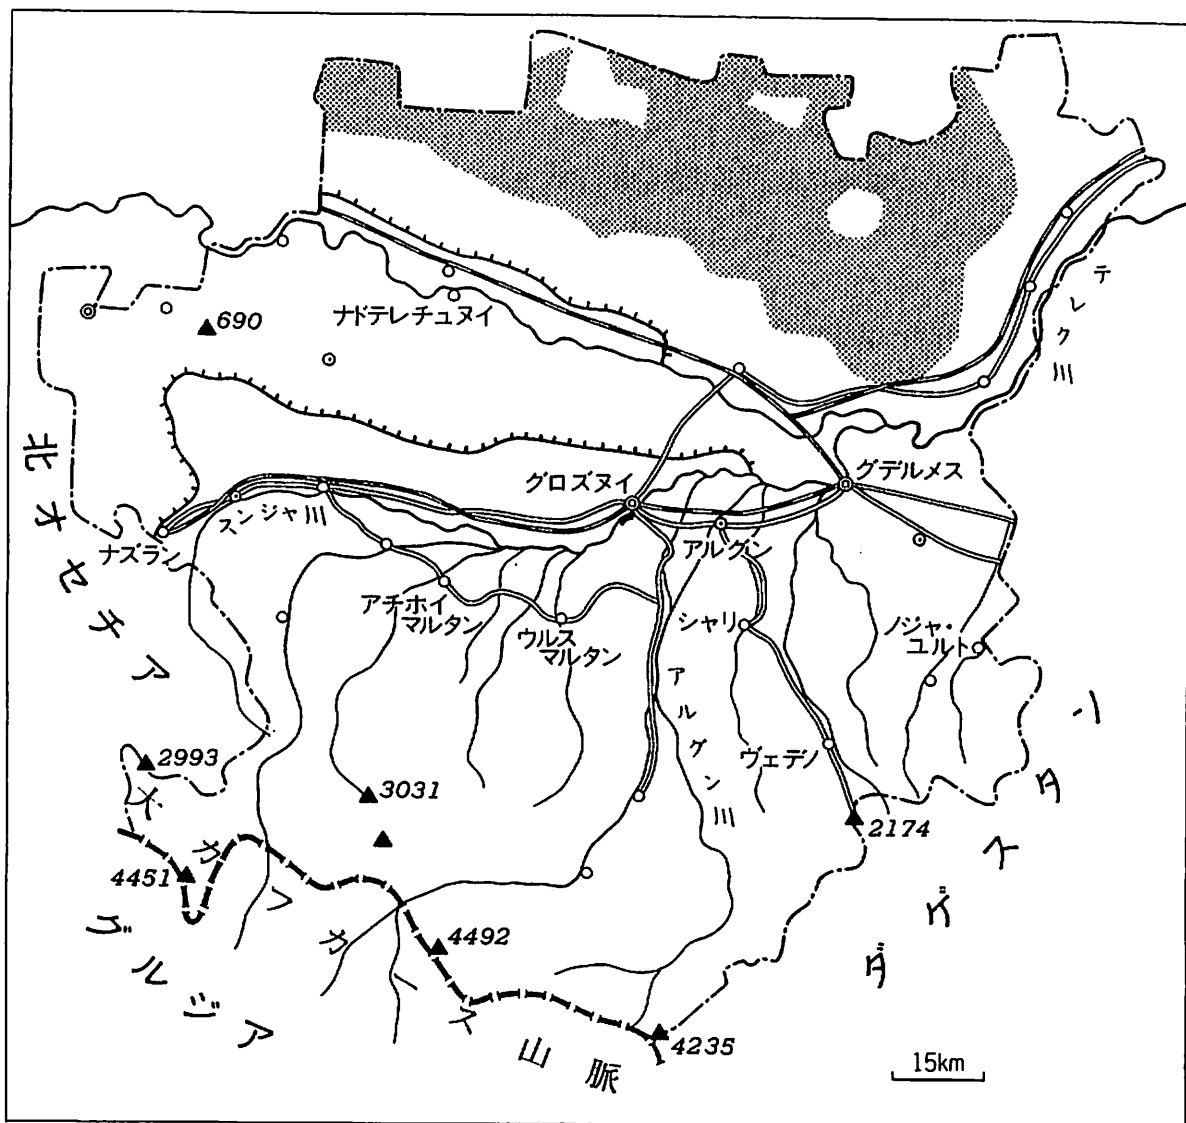 ナドテレチュヌイ
690
テレク川
北オセチア
グロズヌイ
グデルメス
スンジャ川
ナズラン
アルグン
アチホイ
マルタン
ウルス
マルタン
シャリ
ノジャ・
ユルト
アルグン川
ヴェデノ
2993
3031
2174
4451
大カフカース山脈
4492
グルジア
ダゲスタン
4235
15km